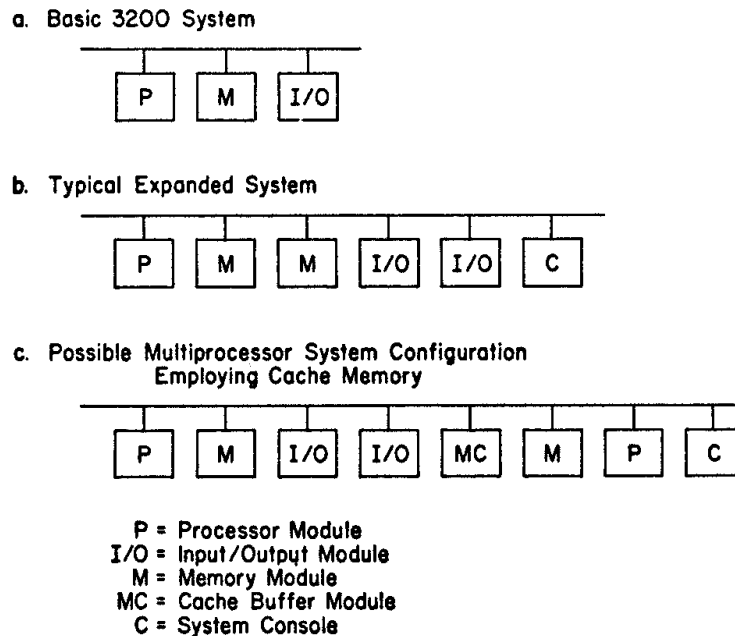 a. Basic 3200 System
P M I/O
b. Typical Expanded System
P M M I/O I/O C
c. Possible Multiprocessor System Configuration
Employing Cache Memory
P M I/O I/O MC M P C
P = Processor Module
I/O = Input/Output Module
M = Memory Module
MC = Cache Buffer Module
C = System Console